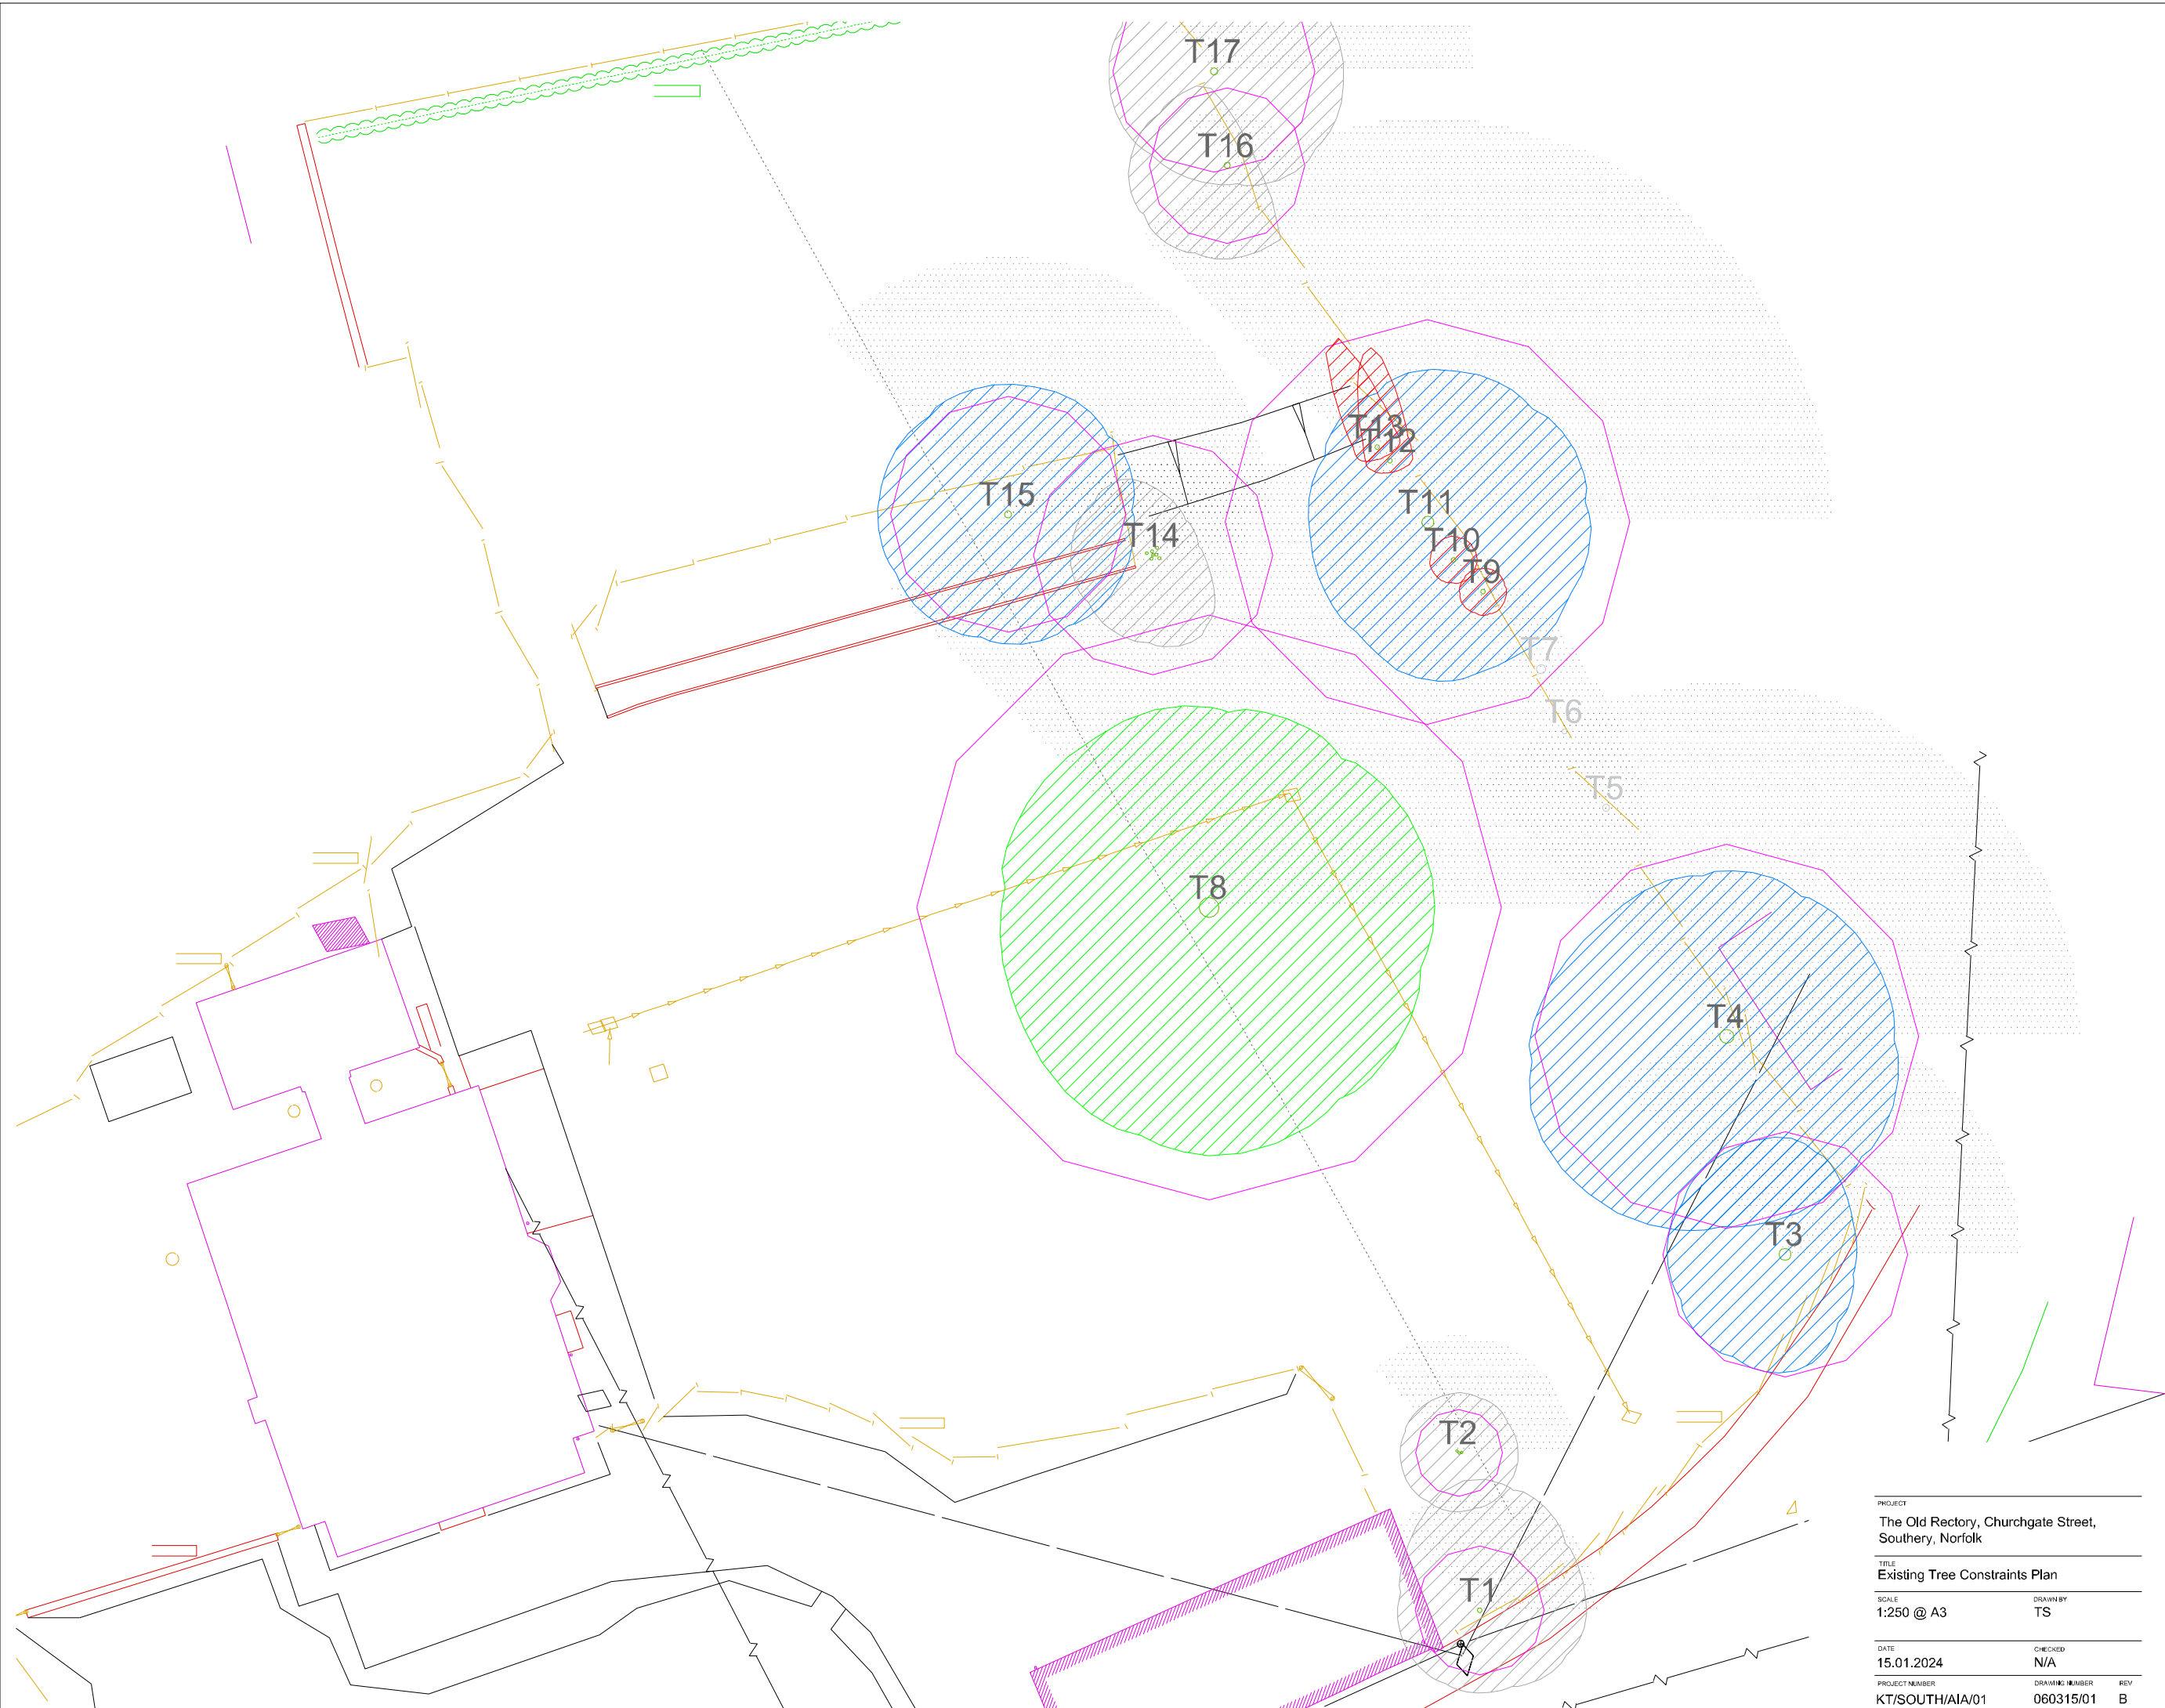 T17
T16
T13
T12
T15
T11
T14
T10
T9
T7
T6
T5
T8
T4
T3
T2
T1
PROJECT
The Old Rectory, Churchgate Street,
Southery, Norfolk
TITLE
Existing Tree Constraints Plan
SCALE
DRAWN BY
1:250 @ A3
TS
DATE
CHECKED
15.01.2024
N/A
PROJECT NUMBER
DRAWING NUMBER
REV
KT/SOUTH/AIA/01
060315/01
B